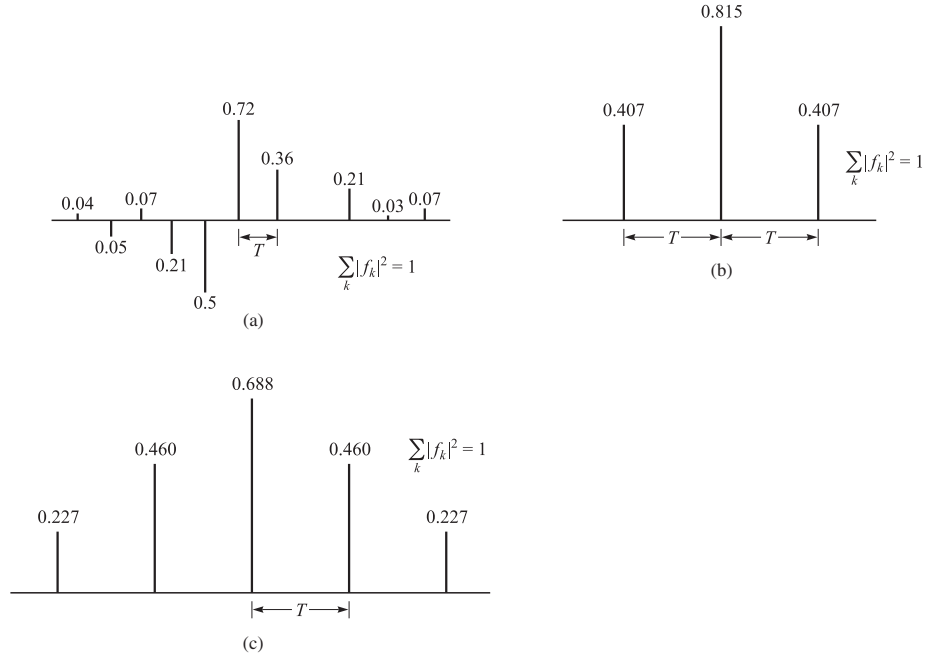 0.72
0.36
0.21
0.04
0.07
0.03 0.07
0.05
0.21
0.5
T
∑|f_k|² = 1
k
(a)
0.815
0.407
0.407
∑|f_k|² = 1
k
T
T
(b)
0.688
0.460
0.460
∑|f_k|² = 1
k
0.227
0.227
T
(c)